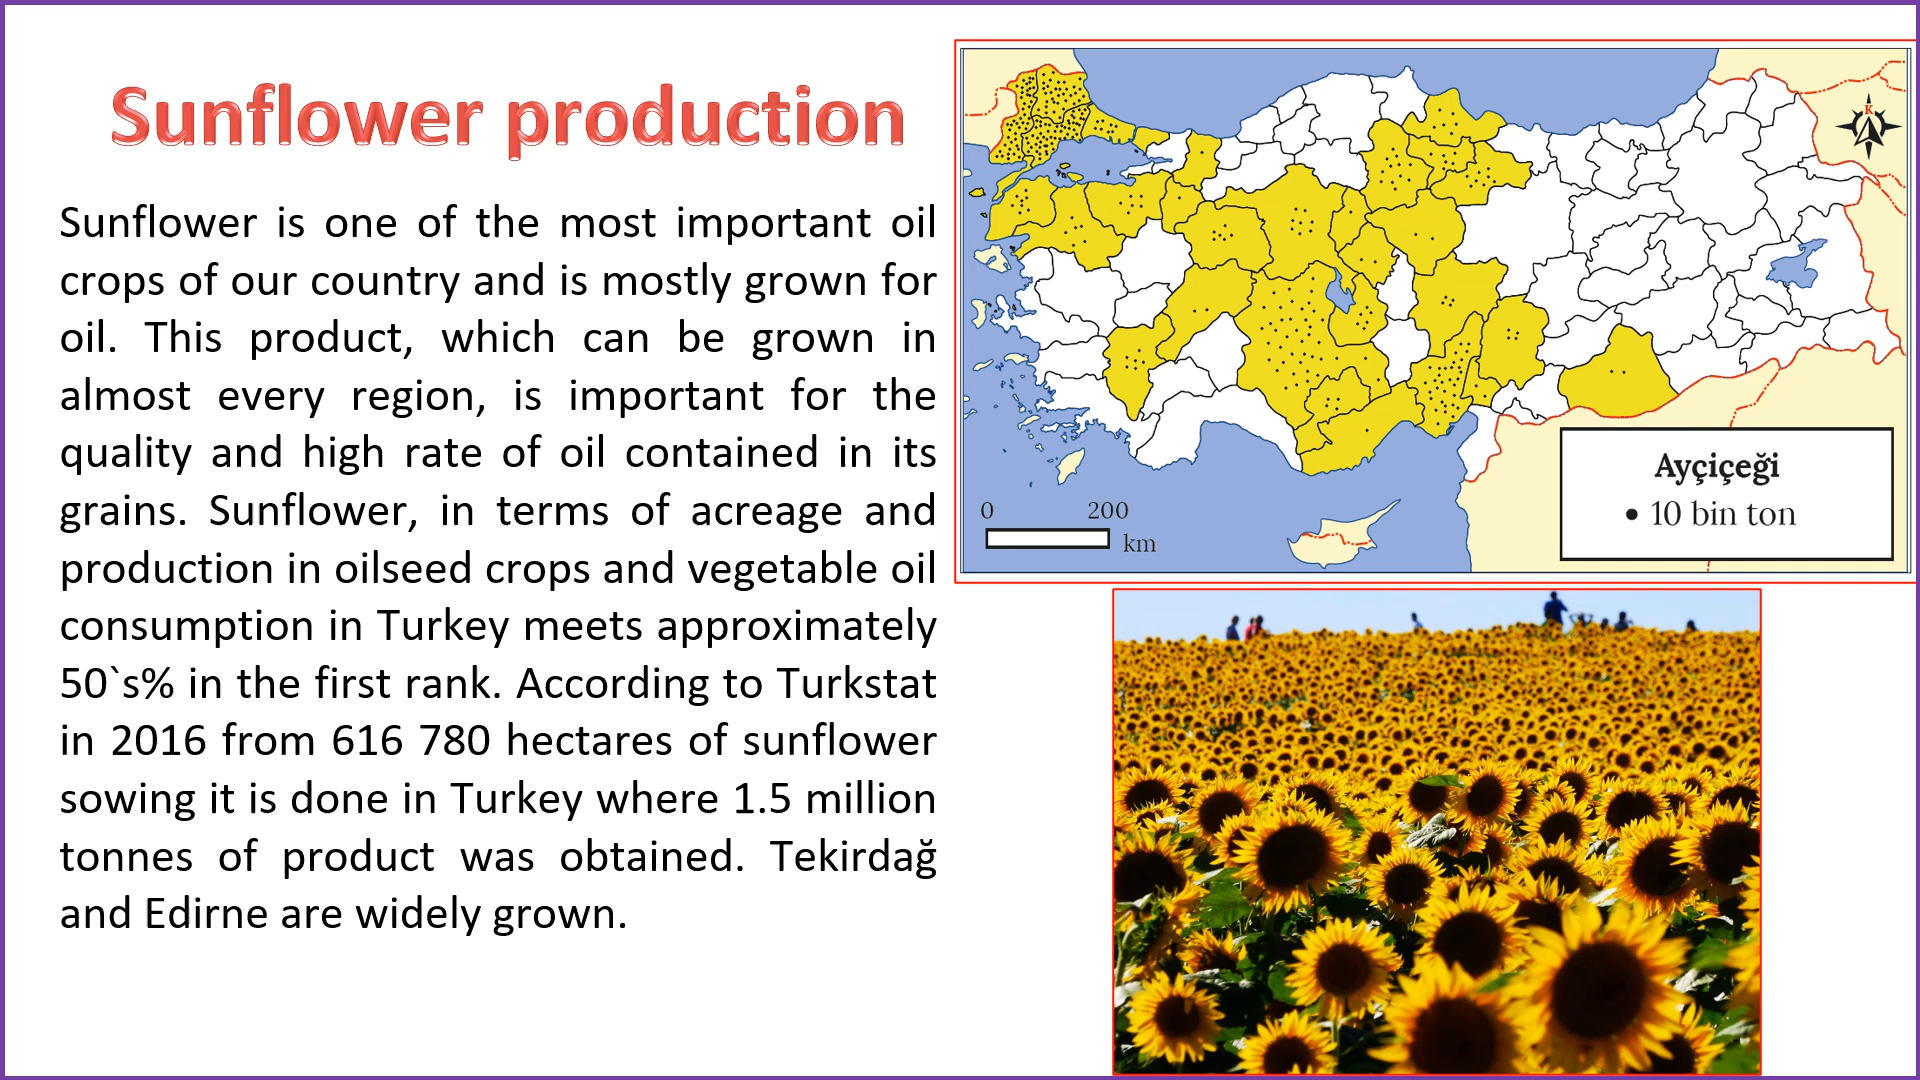 Sunflower production
Sunflower is one of the most important oil
crops of our country and is mostly grown for
oil. This product, which can be grown in
almost every region, is important for the
quality and high rate of oil contained in its
grains. Sunflower, in terms of acreage and
production in oilseed crops and vegetable oil
consumption in Turkey meets approximately
50`s% in the first rank. According to Turkstat
in 2016 from 616 780 hectares of sunflower
sowing it is done in Turkey where 1.5 million
tonnes of product was obtained. Tekirdağ
and Edirne are widely grown.
K
Ayçiçeği
• 10 bin ton
0 200
km